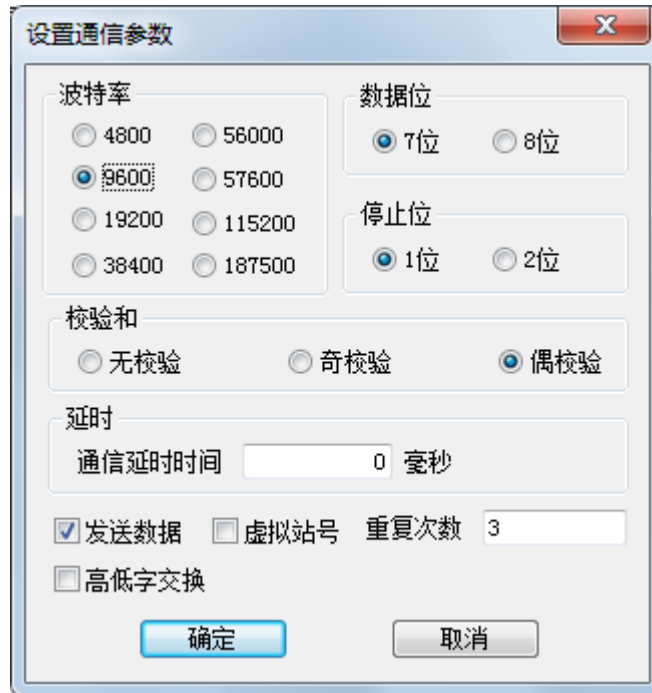 设置通信参数
波特率
4800
56000
9600
57600
19200
115200
38400
187500
数据位
7位
8位
停止位
1位
2位
校验和
无校验
奇校验
偶校验
延时
通信延时时间
0
毫秒
发送数据
虚拟站号
重复次数
3
高低字交换
确定
取消